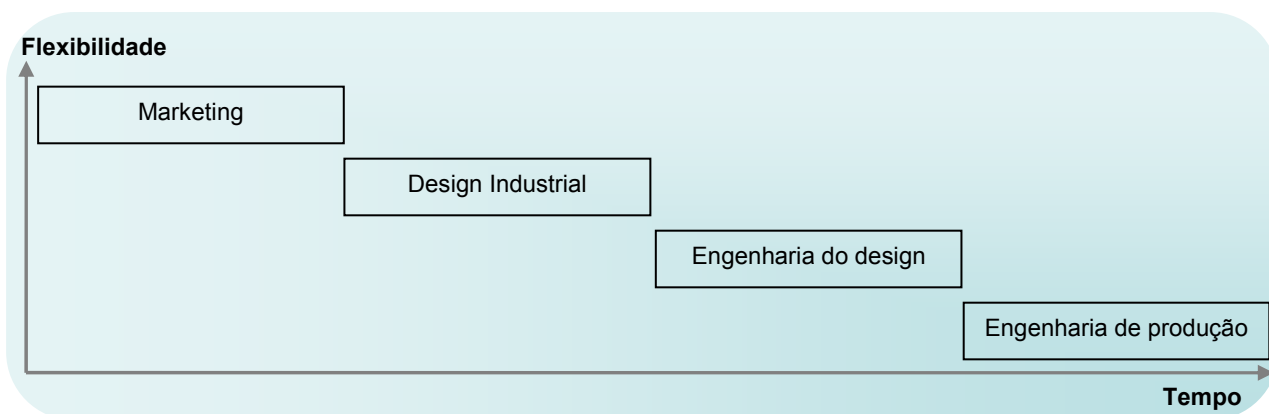 Flexibilidade
Marketing
Design Industrial
Engenharia do design
Engenharia de produção
Tempo